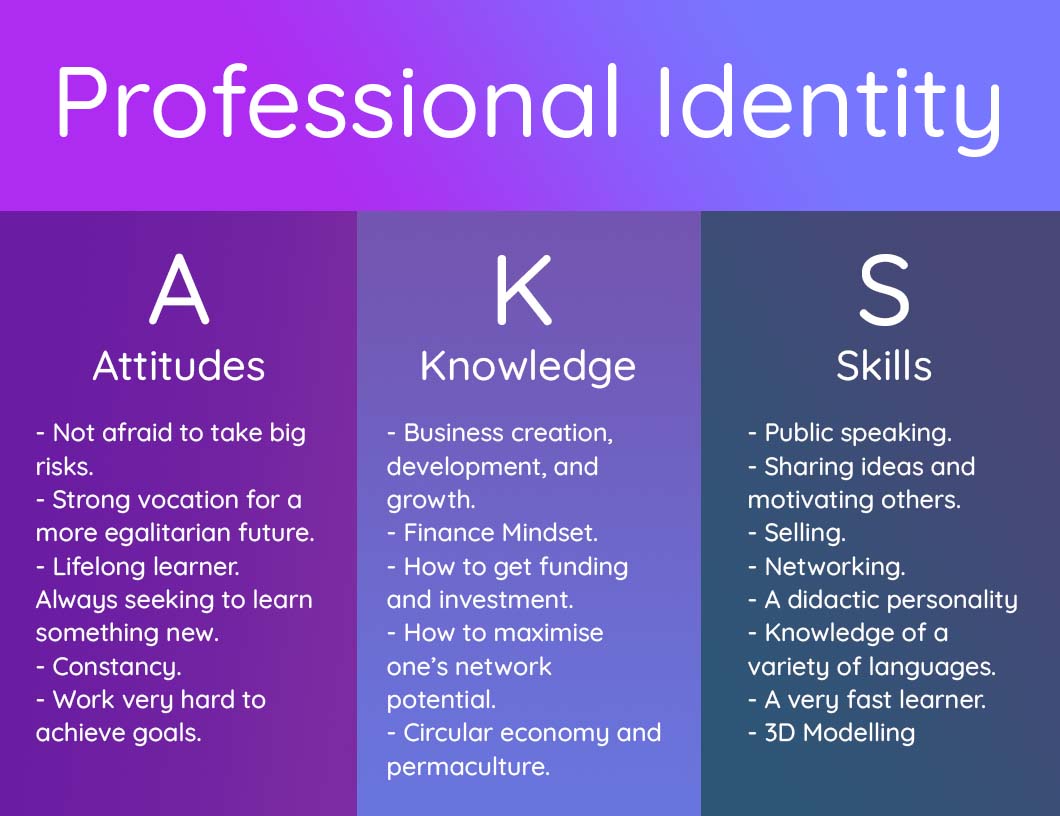 Professional Identity
A
Attitudes
- Not afraid to take big
risks.
- Strong vocation for a
more egalitarian future.
- Lifelong learner.
Always seeking to learn
something new.
- Constancy.
- Work very hard to
achieve goals.
K
Knowledge
- Business creation,
development, and
growth.
- Finance Mindset.
- How to get funding
and investment.
- How to maximise
one’s network
potential.
- Circular economy and
permaculture.
S
Skills
- Public speaking.
- Sharing ideas and
motivating others.
- Selling.
- Networking.
- A didactic personality
- Knowledge of a
variety of languages.
- A very fast learner.
- 3D Modelling